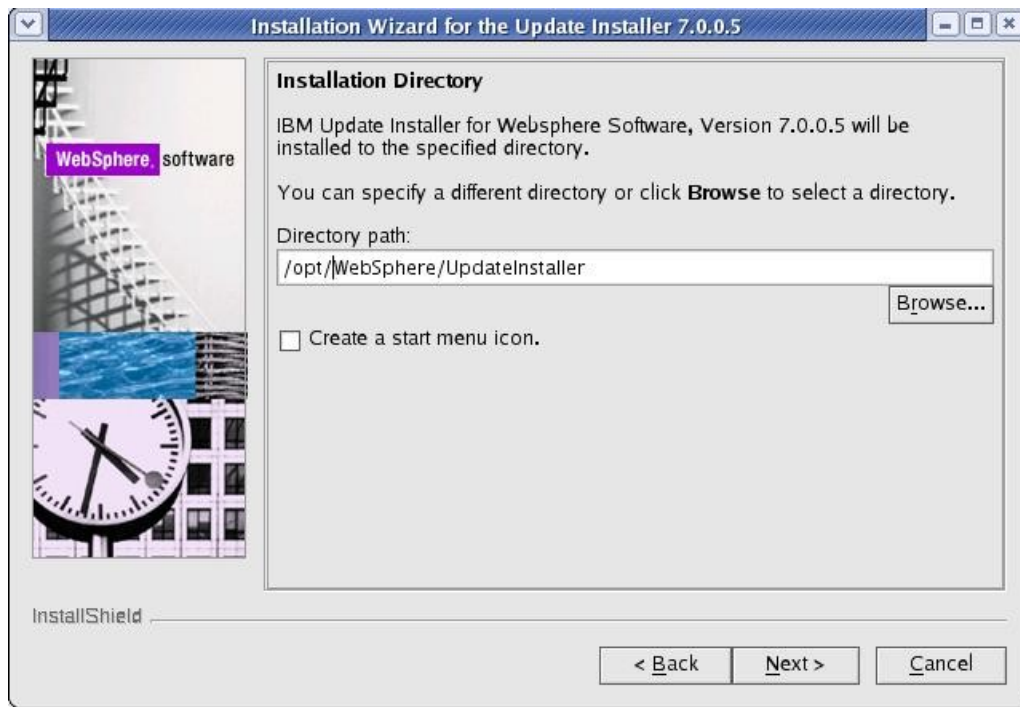 Installation Wizard for the Update Installer 7.0.0.5
WebSphere. software
Installation Directory
IBM Update Installer for Websphere Software, Version 7.0.0.5 will be
installed to the specified directory.
You can specify a different directory or click Browse to select a directory.
Directory path:
/opt/WebSphere/UpdateInstaller
Browse...
Create a start menu icon.
InstallShield
< Back
Next >
Cancel